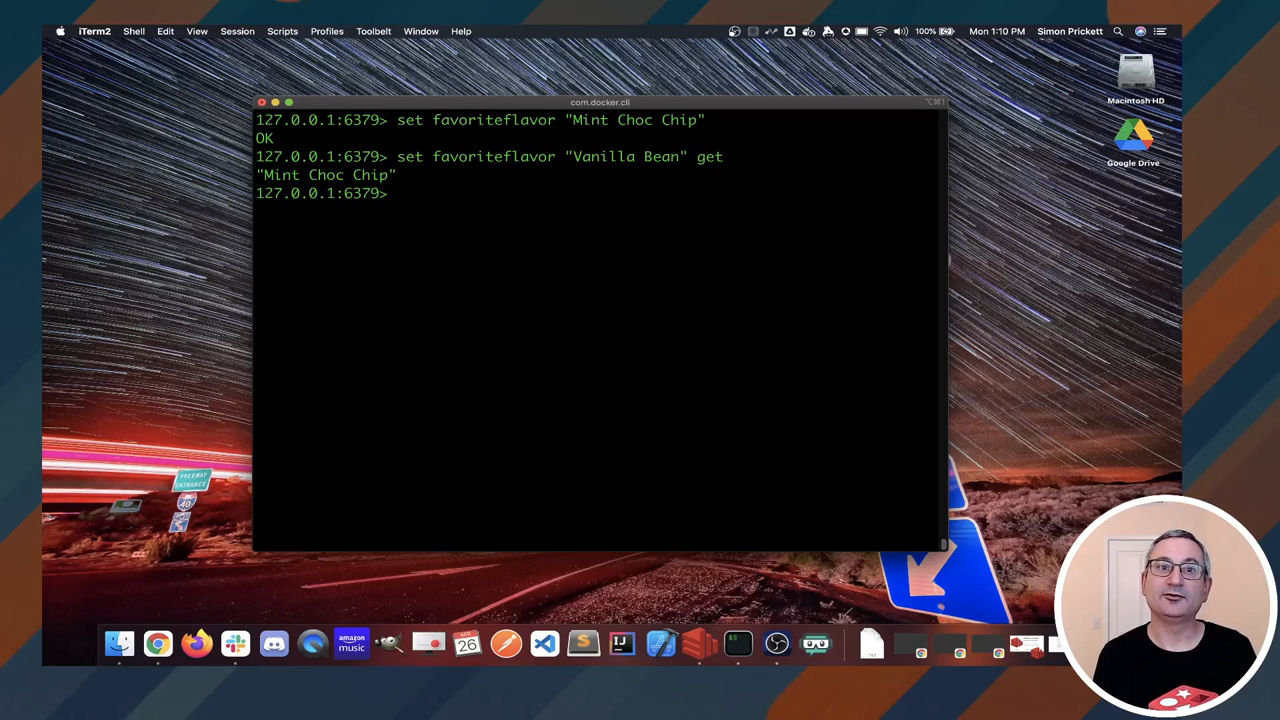 iTerm2 Shell Edit View Session Scripts Profiles Toolbelt Window Help 100% Mon 1:10 PM Simon Prickett
Macintosh HD
Google Drive
com.docker.cli
⌥⌘1
127.0.0.1:6379> set favoriteflavor "Mint Choc Chip"
OK
127.0.0.1:6379> set favoriteflavor "Vanilla Bean" get
"Mint Choc Chip"
127.0.0.1:6379>
FREEWAY
ENTRANCE
40
amazon
music
26
IJ
$